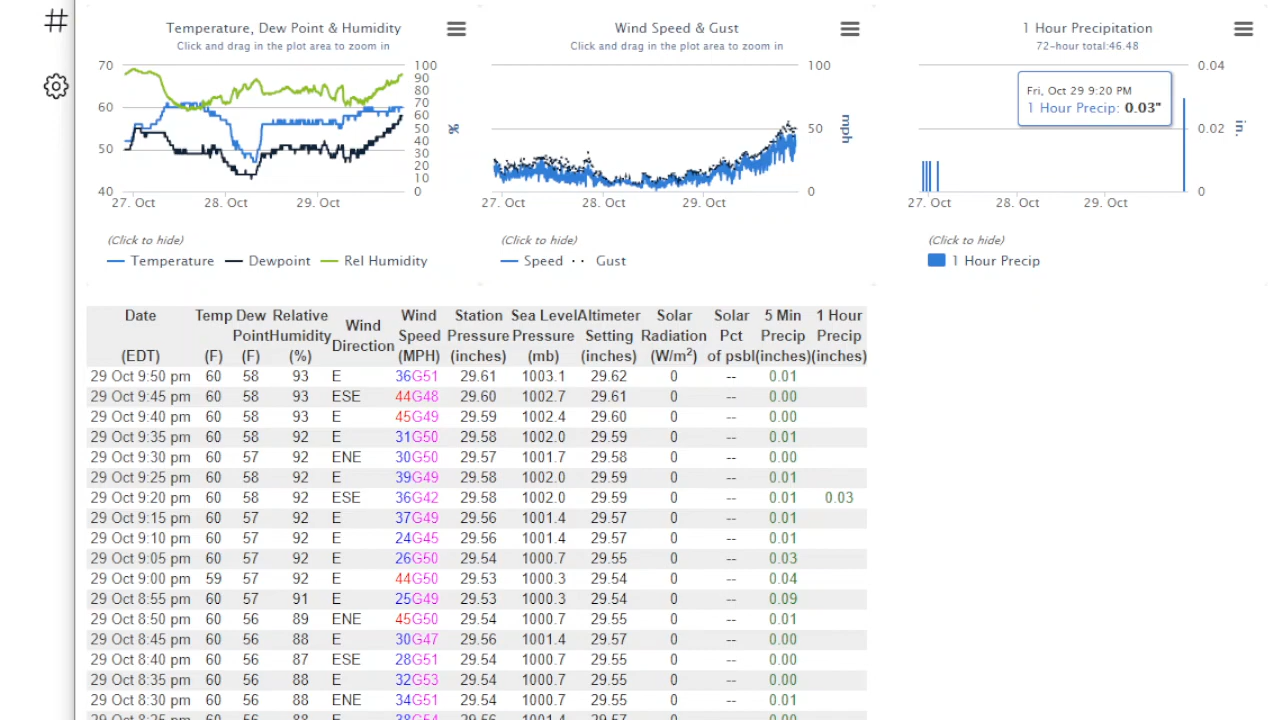 Temperature, Dew Point & Humidity
Click and drag in the plot area to zoom in
70
60
50
40
100
90
80
70
60
50
40
30
20
10
0
%
27. Oct 28. Oct 29. Oct
(Click to hide)
Temperature Dewpoint Rel Humidity
Wind Speed & Gust
Click and drag in the plot area to zoom in
100
50
0
mph
27. Oct 28. Oct 29. Oct
(Click to hide)
Speed Gust
1 Hour Precipitation
72-hour total:46.48
0.04
0.02
0
in.
Fri, Oct 29 9:20 PM
1 Hour Precip: 0.03"
27. Oct 28. Oct 29. Oct
(Click to hide)
1 Hour Precip
Date Temp Dew Relative Wind Wind Station Sea Level Altimeter Solar Solar 5 Min 1 Hour
Point Humidity Direction Speed Pressure Pressure Setting Radiation Pct Precip Precip
(EDT) (F) (F) (%) (MPH) (inches) (mb) (inches) (W/m²) of psbl (inches) (inches)
29 Oct 9:50 pm 60 58 93 E 36G51 29.61 1003.1 29.62 0 -- 0.01
29 Oct 9:45 pm 60 58 93 ESE 44G48 29.60 1002.7 29.61 0 -- 0.00
29 Oct 9:40 pm 60 58 93 E 45G49 29.59 1002.4 29.60 0 -- 0.00
29 Oct 9:35 pm 60 58 92 E 31G50 29.58 1002.0 29.59 0 -- 0.01
29 Oct 9:30 pm 60 57 92 ENE 30G50 29.57 1001.7 29.58 0 -- 0.00
29 Oct 9:25 pm 60 58 92 E 39G49 29.58 1002.0 29.59 0 -- 0.01
29 Oct 9:20 pm 60 58 92 ESE 36G42 29.58 1002.0 29.59 0 -- 0.01 0.03
29 Oct 9:15 pm 60 57 92 E 37G49 29.56 1001.4 29.57 0 -- 0.01
29 Oct 9:10 pm 60 57 92 E 24G45 29.56 1001.4 29.57 0 -- 0.01
29 Oct 9:05 pm 60 57 92 E 26G50 29.54 1000.7 29.55 0 -- 0.03
29 Oct 9:00 pm 59 57 92 E 44G50 29.53 1000.3 29.54 0 -- 0.04
29 Oct 8:55 pm 60 57 91 E 25G49 29.53 1000.3 29.54 0 -- 0.09
29 Oct 8:50 pm 60 56 89 ENE 45G50 29.54 1000.7 29.55 0 -- 0.01
29 Oct 8:45 pm 60 56 88 E 30G47 29.56 1001.4 29.57 0 -- 0.00
29 Oct 8:40 pm 60 56 87 ESE 28G51 29.54 1000.7 29.55 0 -- 0.00
29 Oct 8:35 pm 60 56 88 E 32G53 29.54 1000.7 29.55 0 -- 0.00
29 Oct 8:30 pm 60 56 88 ENE 34G51 29.54 1000.7 29.55 0 -- 0.01
29 Oct 8:25 pm 60 56 88 E 38G54 29.56 1001.4 29.57 0 -- 0.00